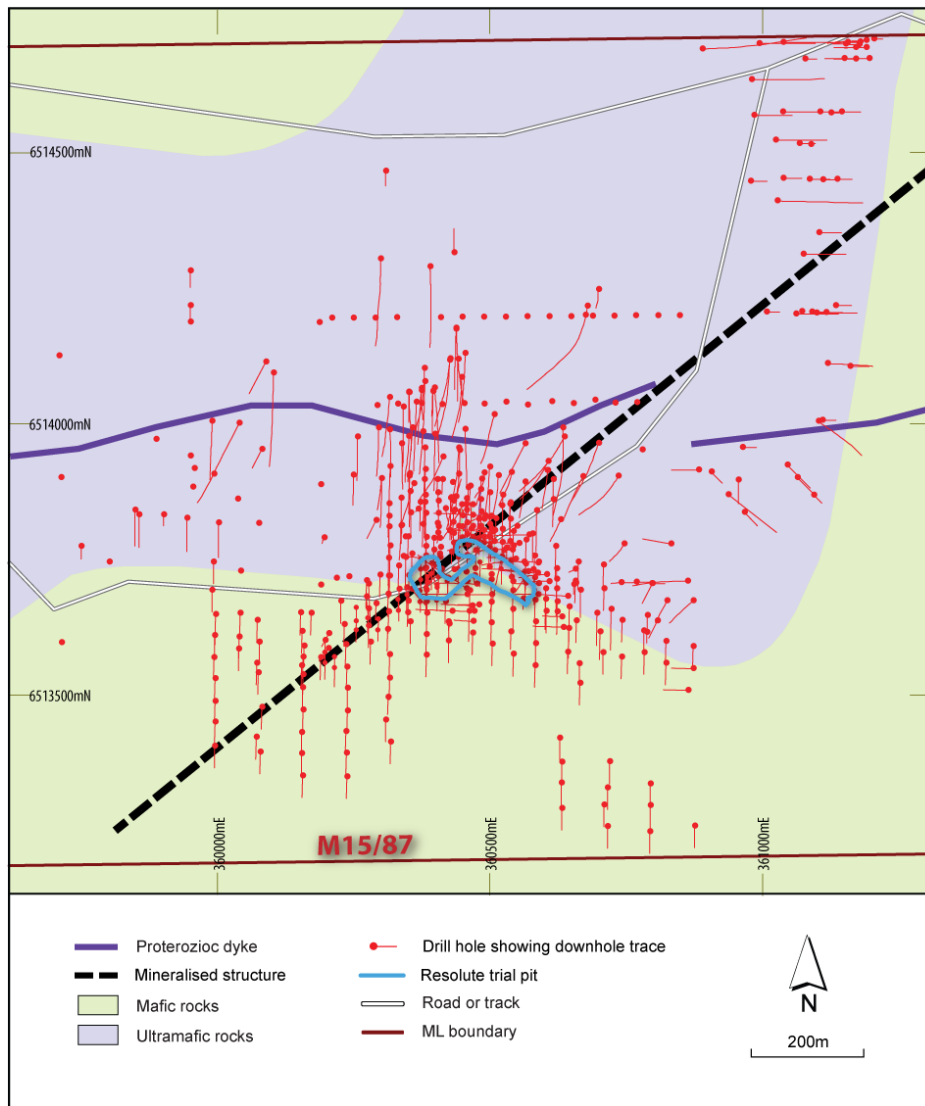 6514500mN
6514000mN
6513500mN
360000mE
360500mE
361000mE
M15/87
Proterozioc dyke
Mineralised structure
Mafic rocks
Ultramafic rocks
Drill hole showing downhole trace
Resolute trial pit
Road or track
ML boundary
N
200m